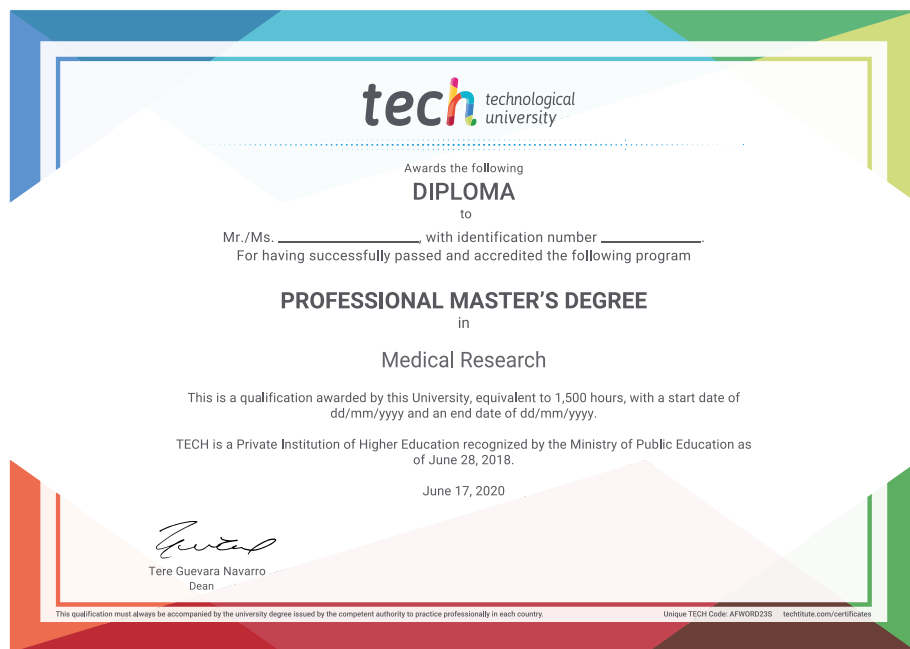 tech technological
university
Awards the following
DIPLOMA
to
Mr./Ms. ____________________, with identification number ______________.
For having successfully passed and accredited the following program
PROFESSIONAL MASTER'S DEGREE
in
Medical Research
This is a qualification awarded by this University, equivalent to 1,500 hours, with a start date of
dd/mm/yyyy and an end date of dd/mm/yyyy.
TECH is a Private Institution of Higher Education recognized by the Ministry of Public Education as
of June 28, 2018.
June 17, 2020
Tere Guevara Navarro
Dean
This qualification must always be accompanied by the university degree issued by the competent authority to practice professionally in each country.
Unique TECH Code: AFWORD23S techtitute.com/certificates